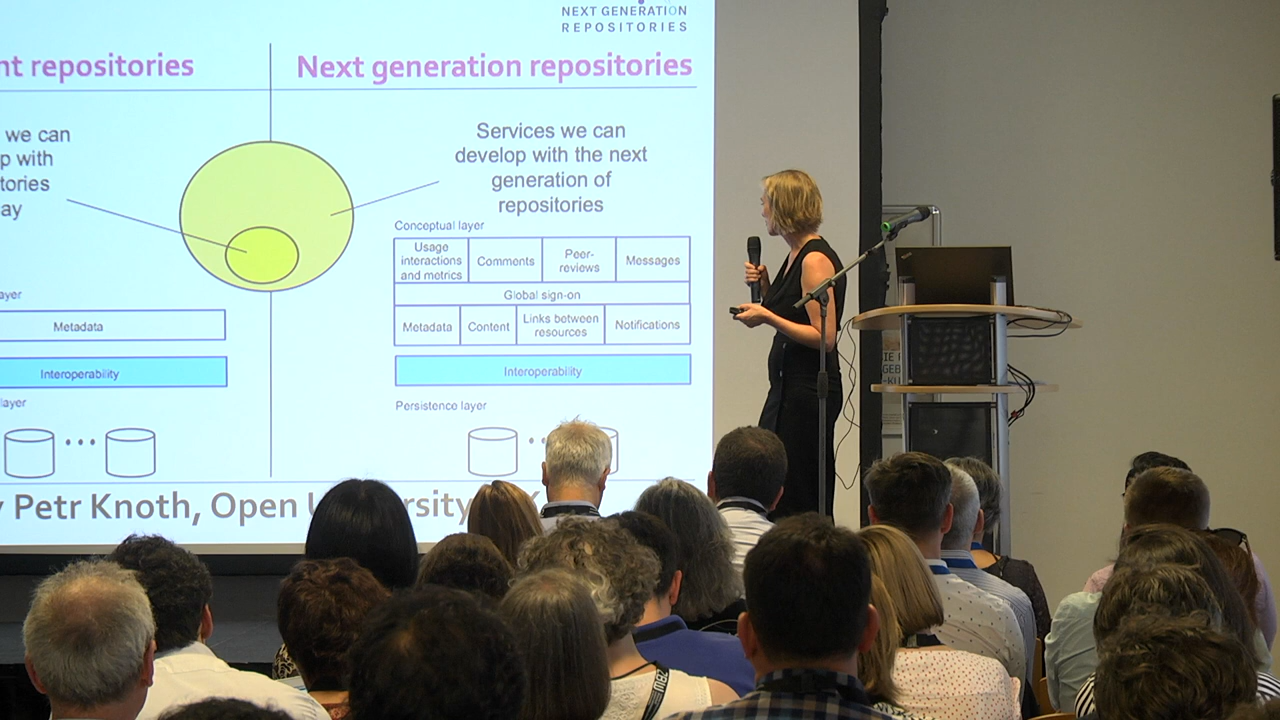 NEXT GENERATION
REPOSITORIES
nt repositories
Next generation repositories
we can
p with
tories
ay
Services we can
develop with the next
generation of
repositories
Conceptual layer
Usage
interactions
and metrics
Comments
Peer-
reviews
Messages
Global sign-on
Metadata
Content
Links between
resources
Notifications
Interoperability
Persistence layer
ayer
Metadata
Interoperability
layer
y Petr Knoth, Open U
rsity
ZBW